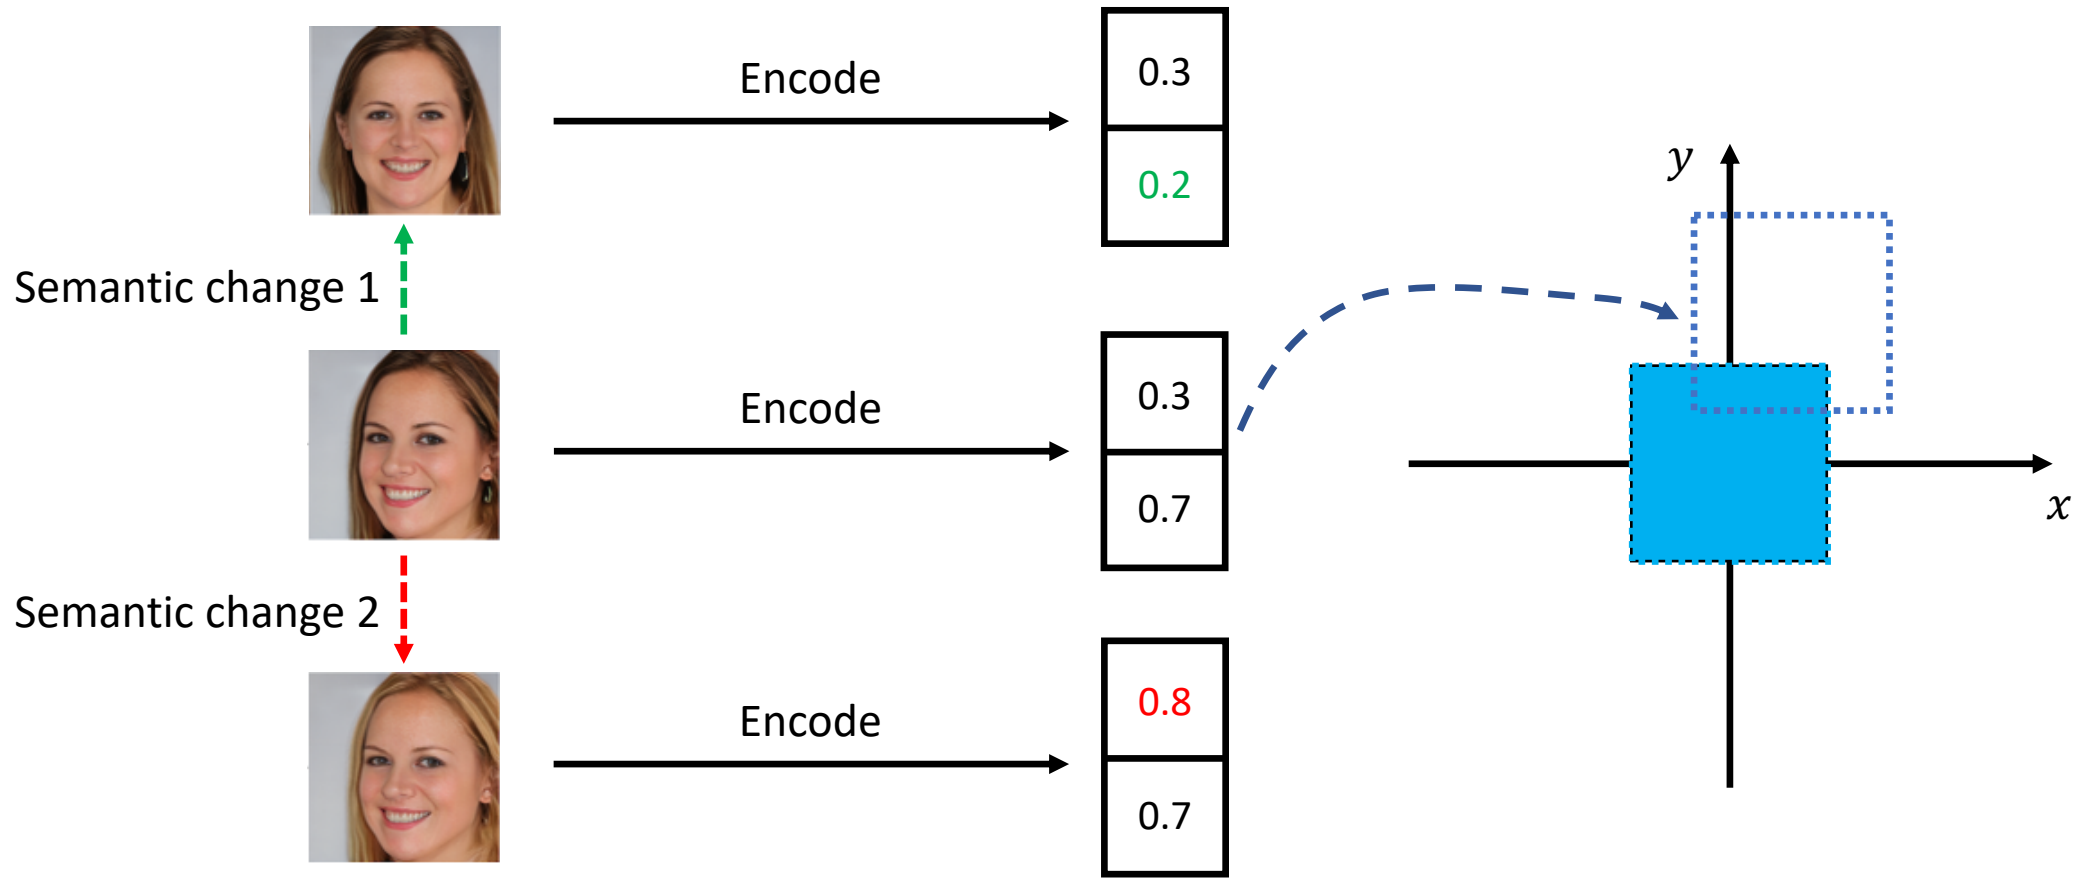 Encode
0.3
0.2
Semantic change 1
Encode
0.3
0.7
Semantic change 2
Encode
0.8
0.7
y
x